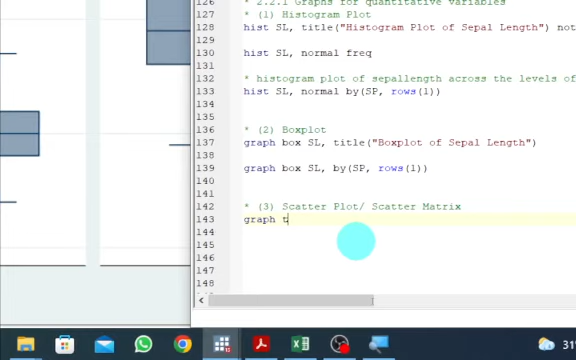 126 * 2.2.1 Graphs for quantitative variables
127 * (1) Histogram Plot
128 hist SL, title("Histogram Plot of Sepal Length") not
129
130 hist SL, normal freq
131
132 * histogram plot of sepallength across the levels of
133 hist SL, normal by(SP, rows(1))
134
135
136 * (2) Boxplot
137 graph box SL, title("Boxplot of Sepal Length")
138
139 graph box SL, by(SP, rows(1))
140
141
142 * (3) Scatter Plot/ Scatter Matrix
143 graph t
144
145
146
147
148
31°